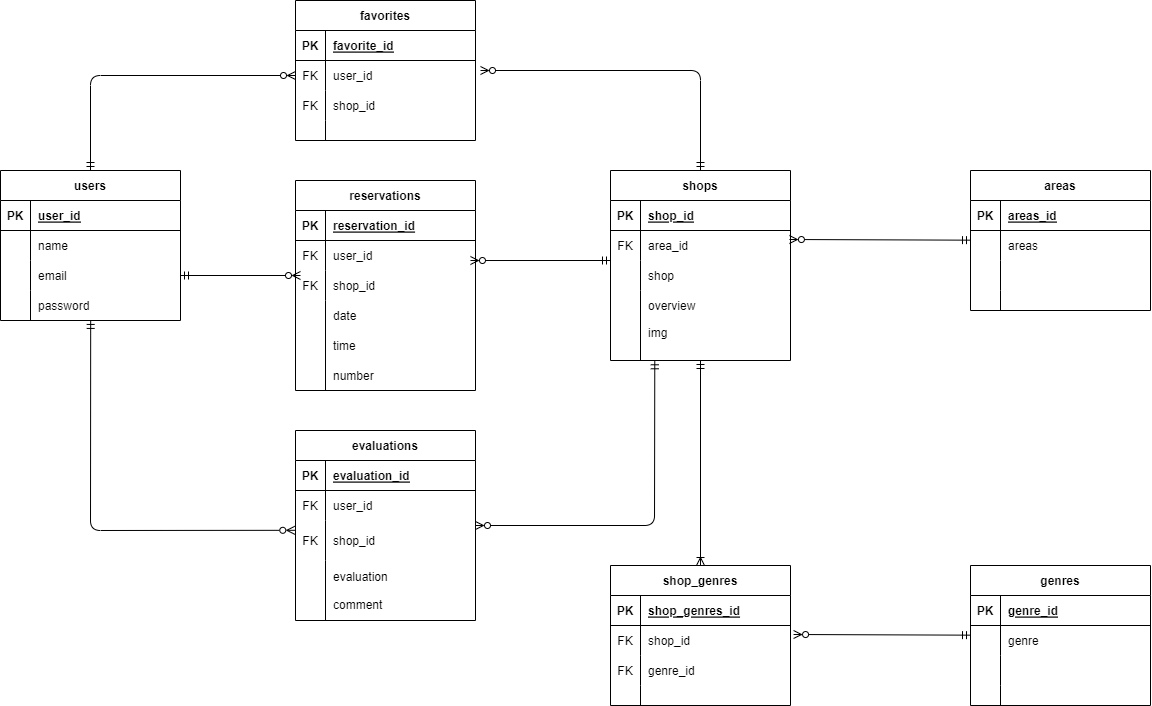 favorites
PK favorite_id
FK user_id
FK shop_id
users
PK user_id
name
email
password
reservations
PK reservation_id
FK user_id
FK shop_id
date
time
number
shops
PK shop_id
FK area_id
shop
overview
img
areas
PK areas_id
areas
evaluations
PK evaluation_id
FK user_id
FK shop_id
evaluation
comment
shop_genres
PK shop_genres_id
FK shop_id
FK genre_id
genres
PK genre_id
genre